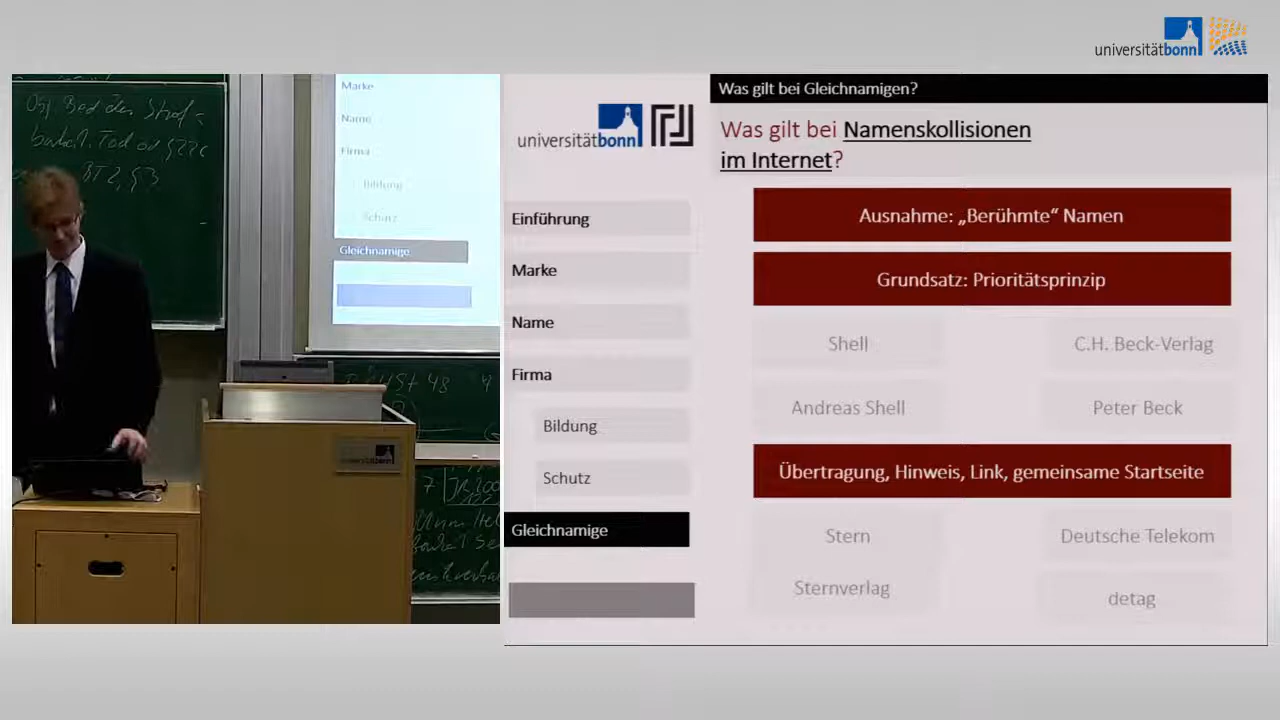 universitätbonn
Marke
Name
Firma
Bildung
Schutz
Gleichnamige
universitätbonn
universitätbonn
Einführung
Marke
Name
Firma
Bildung
Schutz
Gleichnamige
Was gilt bei Gleichnamigen?
Was gilt bei Namenskollisionen
im Internet?
Ausnahme: „Berühmte“ Namen
Grundsatz: Prioritätsprinzip
Shell
C.H. Beck-Verlag
Andreas Shell
Peter Beck
Übertragung, Hinweis, Link, gemeinsame Startseite
Stern
Deutsche Telekom
Sternverlag
detag